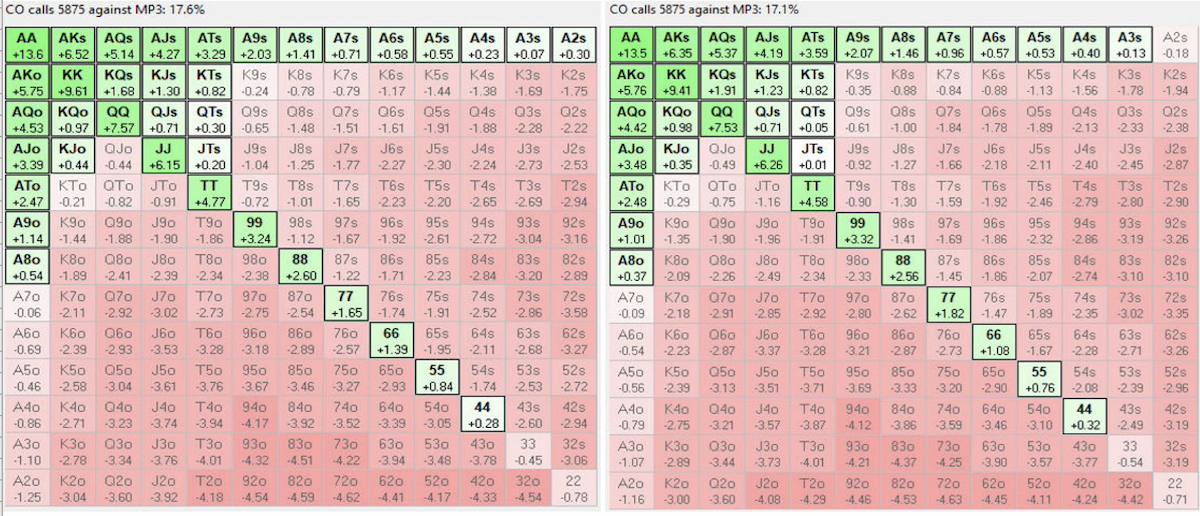 CO calls 5875 against MP3: 17.6%
AA AKs AQs AJs ATs A9s A8s A7s A6s A5s A4s A3s A2s
+13.6 +6.52 +5.14 +4.27 +3.29 +2.03 +1.41 +0.71 +0.58 +0.55 +0.23 +0.07 +0.30
AKo KK KQs KJs KTs K9s K8s K7s K6s K5s K4s K3s K2s
+5.75 +9.61 +1.68 +1.30 +0.82 -0.24 -0.78 -0.79 -1.17 -1.44 -1.38 -1.69 -1.75
AQo KQo QQ QJs QTs Q9s Q8s Q7s Q6s Q5s Q4s Q3s Q2s
+4.53 +0.97 +7.57 +0.71 +0.30 -0.65 -1.48 -1.51 -1.61 -1.91 -1.88 -2.28 -2.22
AJo KJo QJo JJ JTs J9s J8s J7s J6s J5s J4s J3s J2s
+3.39 +0.44 -0.44 +6.15 +0.20 -1.04 -1.25 -1.77 -2.27 -2.30 -2.24 -2.73 -2.53
ATo KTo QTo JTo TT T9s T8s T7s T6s T5s T4s T3s T2s
+2.47 -0.21 -0.82 -0.91 +4.77 -0.72 -1.01 -1.65 -2.23 -2.20 -2.65 -2.69 -2.94
A9o K9o Q9o J9o T9o 99 98s 97s 96s 95s 94s 93s 92s
+1.14 -1.44 -1.88 -1.90 -1.86 +3.24 -1.12 -1.67 -1.92 -2.61 -2.72 -3.04 -3.16
A8o K8o Q8o J8o T8o 98o 88 87s 86s 85s 84s 83s 82s
+0.54 -1.89 -2.41 -2.39 -2.34 -2.38 +2.60 -1.22 -1.71 -2.23 -2.84 -3.20 -2.89
A7o K7o Q7o J7o T7o 97o 87o 77 76s 75s 74s 73s 72s
-0.06 -2.11 -2.92 -3.02 -2.73 -2.75 -2.54 +1.65 -1.74 -1.91 -2.52 -2.86 -3.58
A6o K6o Q6o J6o T6o 96o 86o 76o 66 65s 64s 63s 62s
-0.69 -2.39 -2.93 -3.53 -3.28 -3.18 -2.89 -2.57 +1.39 -1.95 -2.11 -2.68 -3.27
A5o K5o Q5o J5o T5o 95o 85o 75o 65o 55 54s 53s 52s
-0.46 -2.58 -3.04 -3.61 -3.76 -3.67 -3.46 -3.27 -2.93 +0.84 -1.74 -2.53 -2.72
A4o K4o Q4o J4o T4o 94o 84o 74o 64o 54o 44 43s 42s
-0.86 -2.71 -3.23 -3.74 -3.94 -4.17 -3.92 -3.52 -3.39 -3.05 +0.28 -2.60 -2.94
A3o K3o Q3o J3o T3o 93o 83o 73o 63o 53o 43o 33 32s
-1.10 -2.78 -3.34 -3.76 -4.01 -4.32 -4.51 -4.22 -3.94 -3.48 -3.78 -0.45 -3.06
A2o K2o Q2o J2o T2o 92o 82o 72o 62o 52o 42o 32o 22
-1.25 -3.04 -3.60 -3.92 -4.18 -4.54 -4.59 -4.62 -4.41 -4.17 -4.33 -4.54 -0.78
CO calls 5875 against MP3: 17.1%
AA AKs AQs AJs ATs A9s A8s A7s A6s A5s A4s A3s A2s
+13.5 +6.35 +5.37 +4.19 +3.59 +2.07 +1.46 +0.96 +0.57 +0.53 +0.40 +0.13 -0.18
AKo KK KQs KJs KTs K9s K8s K7s K6s K5s K4s K3s K2s
+5.76 +9.41 +1.91 +1.23 +0.82 -0.35 -0.88 -0.84 -0.88 -1.13 -1.56 -1.78 -1.94
AQo KQo QQ QJs QTs Q9s Q8s Q7s Q6s Q5s Q4s Q3s Q2s
+4.42 +0.98 +7.53 +0.71 +0.05 -0.61 -1.00 -1.84 -1.78 -1.89 -2.13 -2.33 -2.38
AJo KJo QJo JJ JTs J9s J8s J7s J6s J5s J4s J3s J2s
+3.48 +0.35 -0.49 +6.26 +0.01 -0.92 -1.27 -1.66 -2.18 -2.11 -2.40 -2.45 -2.87
ATo KTo QTo JTo TT T9s T8s T7s T6s T5s T4s T3s T2s
+2.48 -0.29 -0.75 -1.16 +4.58 -0.90 -1.30 -1.59 -1.92 -2.46 -2.79 -2.80 -2.90
A9o K9o Q9o J9o T9o 99 98s 97s 96s 95s 94s 93s 92s
+1.01 -1.35 -1.90 -1.96 -1.91 +3.32 -1.41 -1.69 -1.86 -2.32 -2.86 -3.19 -3.26
A8o K8o Q8o J8o T8o 98o 88 87s 86s 85s 84s 83s 82s
+0.37 -2.09 -2.26 -2.49 -2.34 -2.33 +2.56 -1.45 -1.86 -2.07 -2.74 -3.10 -3.10
A7o K7o Q7o J7o T7o 97o 87o 77 76s 75s 74s 73s 72s
-0.09 -2.18 -2.91 -2.85 -2.92 -2.80 -2.62 +1.82 -1.47 -1.89 -2.35 -3.02 -3.35
A6o K6o Q6o J6o T6o 96o 86o 76o 66 65s 64s 63s 62s
-0.54 -2.23 -2.87 -3.37 -3.28 -3.21 -2.87 -2.73 +1.08 -1.67 -2.28 -2.71 -3.26
A5o K5o Q5o J5o T5o 95o 85o 75o 65o 55 54s 53s 52s
-0.56 -2.39 -3.13 -3.51 -3.71 -3.69 -3.33 -3.20 -2.90 +0.76 -2.08 -2.39 -2.96
A4o K4o Q4o J4o T4o 94o 84o 74o 64o 54o 44 43s 42s
-0.79 -2.75 -3.21 -3.57 -3.87 -4.12 -3.86 -3.59 -3.46 -3.10 +0.32 -2.49 -3.19
A3o K3o Q3o J3o T3o 93o 83o 73o 63o 53o 43o 33 32s
-1.07 -2.89 -3.44 -3.73 -4.01 -4.21 -4.37 -4.25 -3.90 -3.57 -3.77 -0.54 -3.19
A2o K2o Q2o J2o T2o 92o 82o 72o 62o 52o 42o 32o 22
-1.16 -3.00 -3.60 -4.08 -4.29 -4.46 -4.53 -4.63 -4.45 -4.11 -4.24 -4.42 -0.71